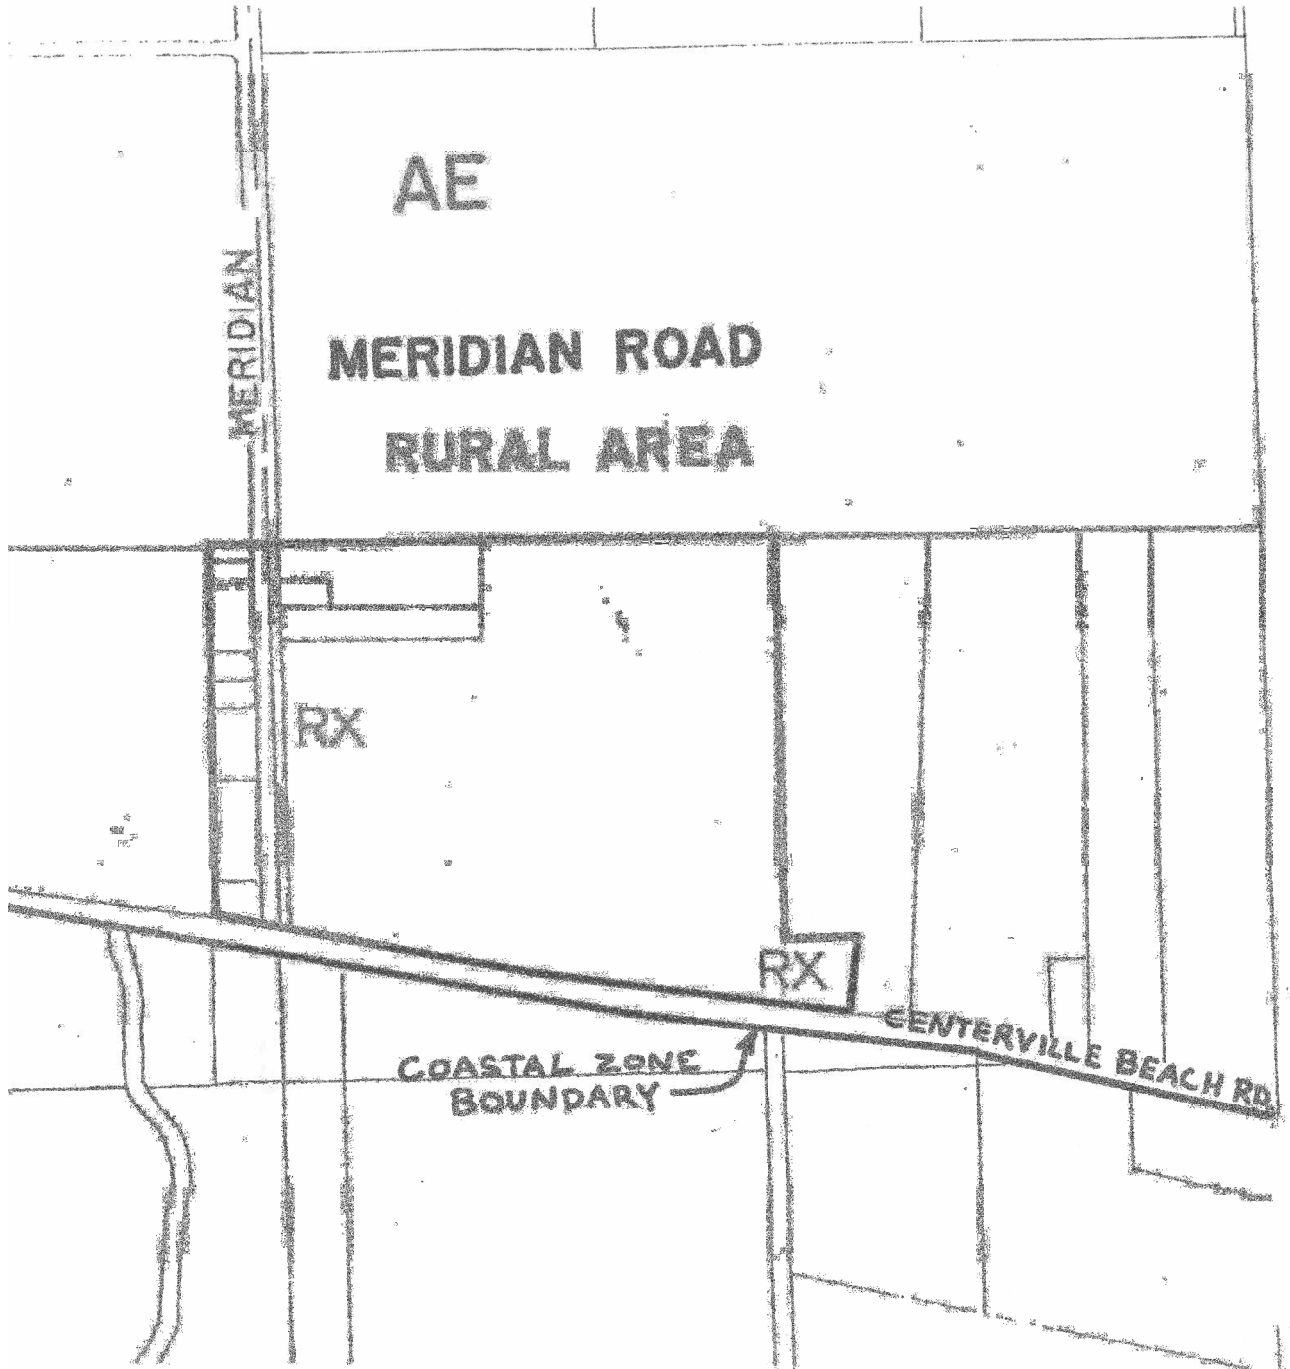 AE
MERIDIAN
MERIDIAN ROAD
RURAL AREA
RX
RX
CENTERVILLE BEACH RD.
COASTAL ZONE
BOUNDARY